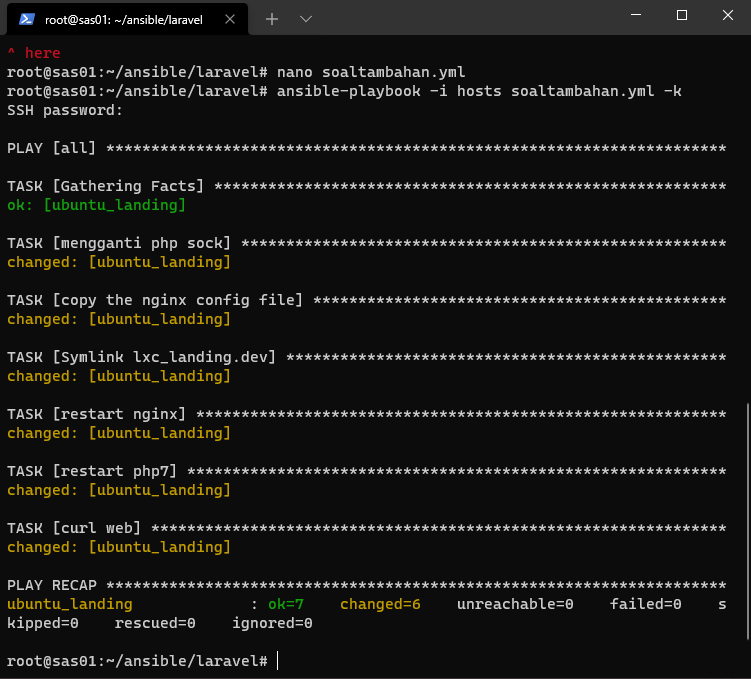 root@sas01: ~/ansible/laravel
^ here
root@sas01:~/ansible/laravel# nano soaltambahan.yml
root@sas01:~/ansible/laravel# ansible-playbook -i hosts soaltambahan.yml -k
SSH password:
PLAY [all] *********************************************************************
TASK [Gathering Facts] *********************************************************
ok: [ubuntu_landing]
TASK [mengganti php sock] ******************************************************
changed: [ubuntu_landing]
TASK [copy the nginx config file] **********************************************
changed: [ubuntu_landing]
TASK [Symlink lxc_landing.dev] *************************************************
changed: [ubuntu_landing]
TASK [restart nginx] ***********************************************************
changed: [ubuntu_landing]
TASK [restart php7] ************************************************************
changed: [ubuntu_landing]
TASK [curl web] ****************************************************************
changed: [ubuntu_landing]
PLAY RECAP *********************************************************************
ubuntu_landing             : ok=7    changed=6    unreachable=0    failed=0    s
kipped=0    rescued=0    ignored=0
root@sas01:~/ansible/laravel#